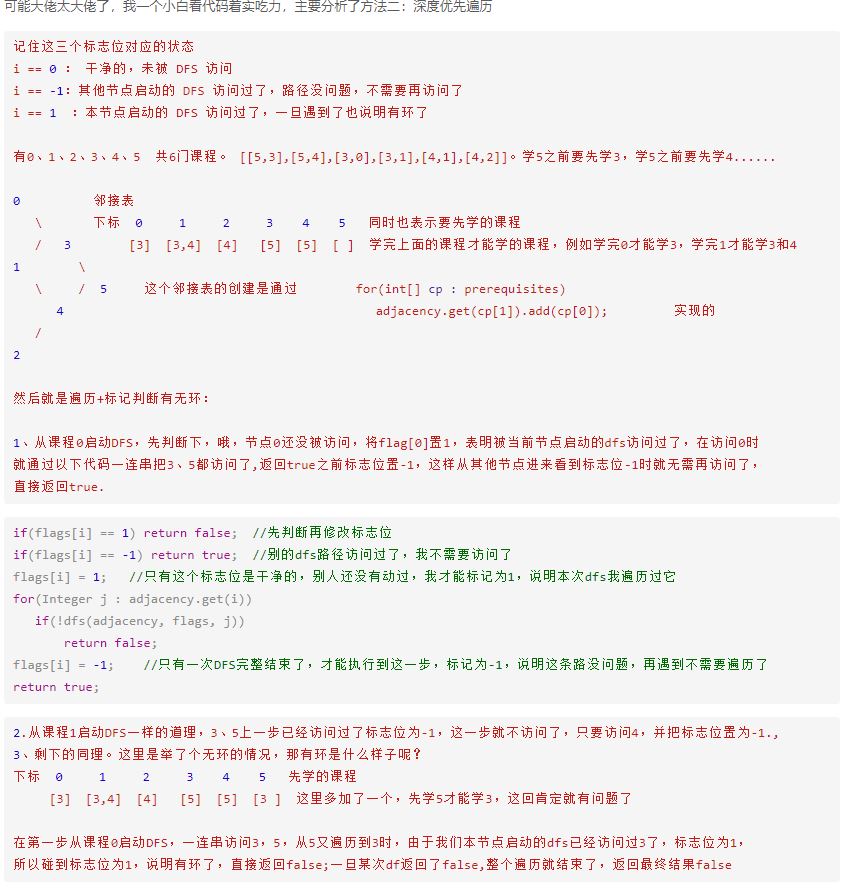 可能大佬太大佬了，我一个小白看代码着实吃力，主要分析了方法二：深度优先遍历
记住这三个标志位对应的状态
i == 0 :  干净的，未被 DFS 访问
i == -1: 其他节点启动的 DFS 访问过了，路径没问题，不需要再访问了
i == 1  : 本节点启动的 DFS 访问过了，一旦遇到了也说明有环了
有0、1、2、3、4、5  共6门课程。 [[5,3],[5,4],[3,0],[3,1],[4,1],[4,2]]。学5之前要先学3，学5之前要先学4......
0          邻接表
   \       下标  0     1     2     3    4    5   同时也表示要先学的课程
   /   3        [3]  [3,4]  [4]   [5]  [5]  [ ]  学完上面的课程才能学的课程，例如学完0才能学3，学完1才能学3和4
1        \
   \     /  5     这个邻接表的创建是通过        for(int[] cp : prerequisites)
      4                                           adjacency.get(cp[1]).add(cp[0]);         实现的
   /
2
然后就是遍历+标记判断有无环：
1、从课程0启动DFS，先判断下，哦，节点0还没被访问，将flag[0]置1，表明被当前节点启动的dfs访问过了，在访问0时
就通过以下代码一连串把3、5都访问了,返回true之前标志位置-1，这样从其他节点进来看到标志位-1时就无需再访问了，
直接返回true.
if(flags[i] == 1) return false;  //先判断再修改标志位
if(flags[i] == -1) return true;  //别的dfs路径访问过了，我不需要访问了
flags[i] = 1;   //只有这个标志位是干净的，别人还没有动过，我才能标记为1，说明本次dfs我遍历过它
for(Integer j : adjacency.get(i))
   if(!dfs(adjacency, flags, j))
       return false;
flags[i] = -1;    //只有一次DFS完整结束了，才能执行到这一步，标记为-1，说明这条路没问题，再遇到不需要遍历了
return true;
2.从课程1启动DFS一样的道理，3、5上一步已经访问过了标志位为-1，这一步就不访问了，只要访问4，并把标志位置为-1.,
3、剩下的同理。这里是举了个无环的情况，那有环是什么样子呢？
下标  0     1     2     3    4    5   先学的课程
     [3]  [3,4]  [4]   [5]  [5]  [3 ]  这里多加了一个，先学5才能学3，这回肯定就有问题了
在第一步从课程0启动DFS，一连串访问3，5，从5又遍历到3时，由于我们本节点启动的dfs已经访问过3了，标志位为1，
所以碰到标志位为1，说明有环了，直接返回false;一旦某次df返回了false,整个遍历就结束了，返回最终结果false